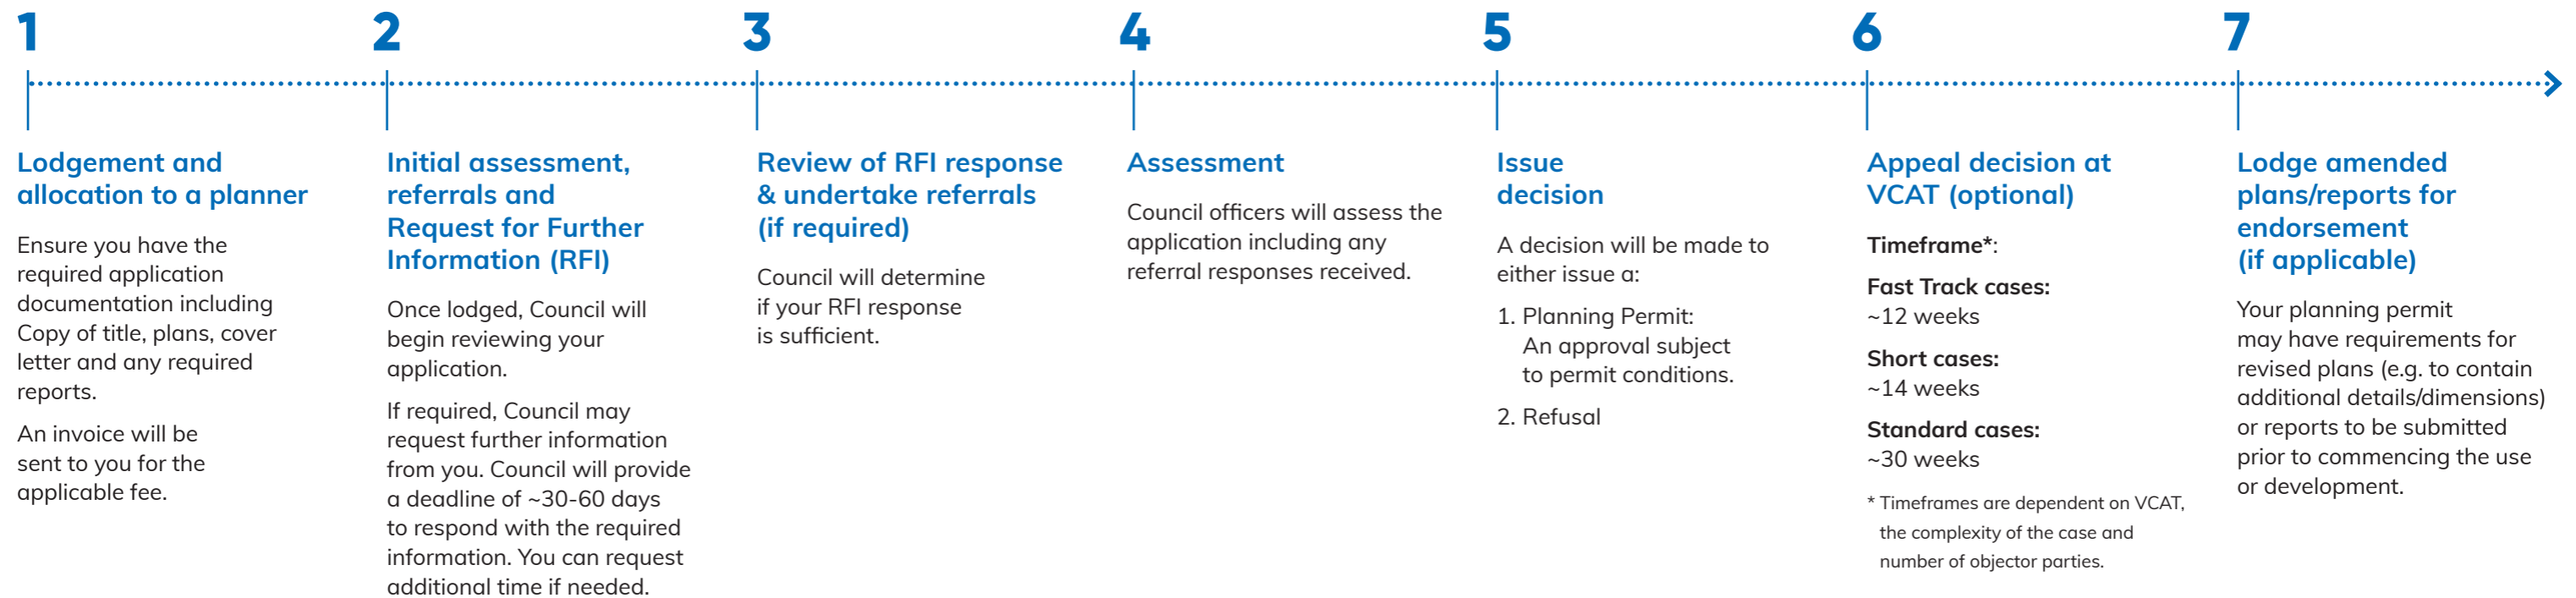 1
Lodgement and
allocation to a planner
Ensure you have the
required application
documentation including
Copy of title, plans, cover
letter and any required
reports.
An invoice will be
sent to you for the
applicable fee.
2
Initial assessment,
referrals and
Request for Further
Information (RFI)
Once lodged, Council will
begin reviewing your
application.
If required, Council may
request further information
from you. Council will provide
a deadline of ~30-60 days
to respond with the required
information. You can request
additional time if needed.
3
Review of RFI response
& undertake referrals
(if required)
Council will determine
if your RFI response
is sufficient.
4
Assessment
Council officers will assess the
application including any
referral responses received.
5
Issue
decision
A decision will be made to
either issue a:
1. Planning Permit:
An approval subject
to permit conditions.
2. Refusal
6
Appeal decision at
VCAT (optional)
Timeframe*:
Fast Track cases:
~12 weeks
Short cases:
~14 weeks
Standard cases:
~30 weeks
* Timeframes are dependent on VCAT,
the complexity of the case and
number of objector parties.
7
Lodge amended
plans/reports for
endorsement
(if applicable)
Your planning permit
may have requirements for
revised plans (e.g. to contain
additional details/dimensions)
or reports to be submitted
prior to commencing the use
or development.